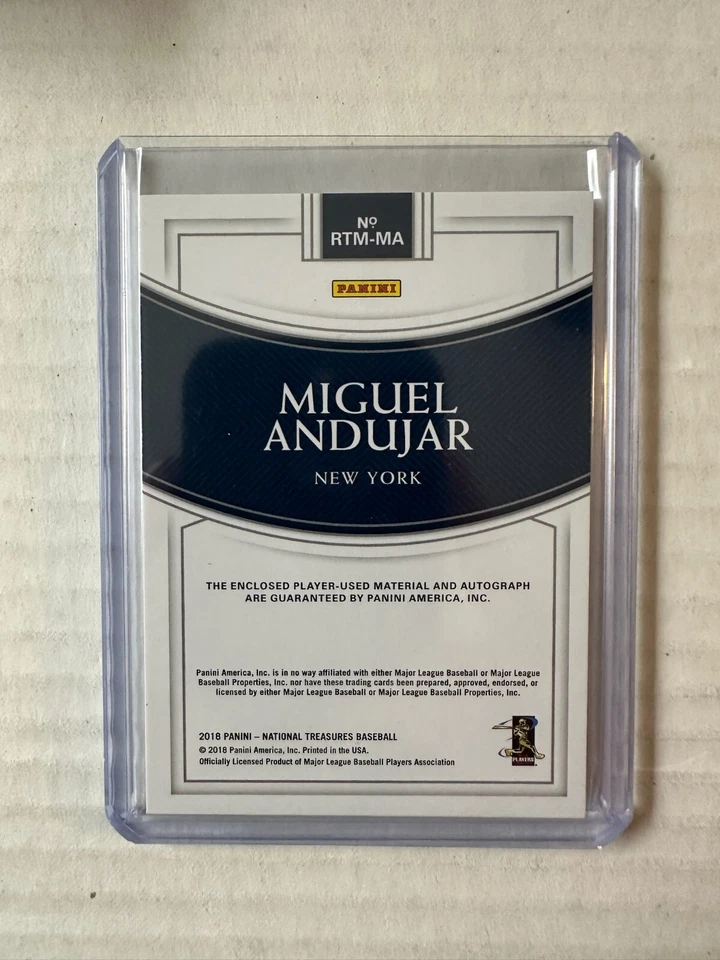 Nº
RTM-MA
PANINI
MIGUEL
ANDUJAR
NEW YORK
THE ENCLOSED PLAYER-USED MATERIAL AND AUTOGRAPH
ARE GUARANTEED BY PANINI AMERICA, INC.
Panini America, Inc. is in no way affiliated with either Major League Baseball or Major League
Baseball Properties, Inc. nor have these trading cards been prepared, approved, endorsed, or
licensed by either Major League Baseball or Major League Baseball Properties, Inc.
2018 PANINI – NATIONAL TREASURES BASEBALL
© 2018 Panini America, Inc. Printed in the USA.
Officially Licensed Product of Major League Baseball Players Association
PLAYERS